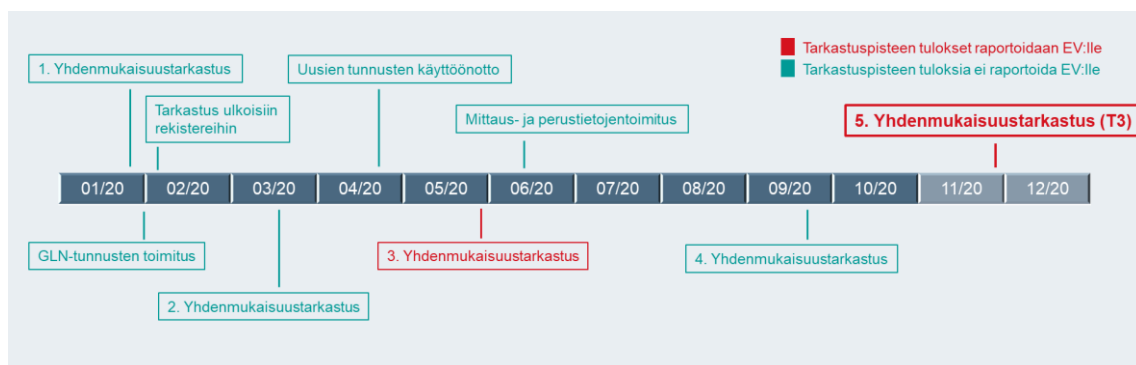 Tarkastuspisteen tulokset raportoidaan EV:lle
Tarkastuspisteen tuloksia ei raportoida EV:lle
1. Yhdenmukaisuustarkastus
Uusien tunnusten käyttöönotto
Tarkastus ulkoisiin
rekistereihin
Mittaus- ja perustietojentoimitus
5. Yhdenmukaisuustarkastus (T3)
01/20 02/20 03/20 04/20 05/20 06/20 07/20 08/20 09/20 10/20 11/20 12/20
GLN-tunnusten toimitus
3. Yhdenmukaisuustarkastus
4. Yhdenmukaisuustarkastus
2. Yhdenmukaisuustarkastus